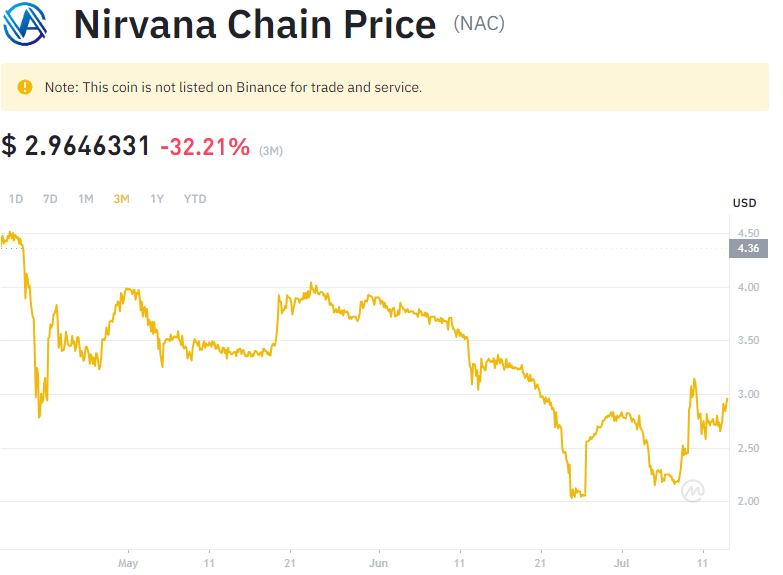 Nirvana Chain Price (NAC)
Note: This coin is not listed on Binance for trade and service.
$ 2.9646331 -32.21% (3M)
1D 7D 1M 3M 1Y YTD
USD
4.50
4.36
4.00
3.50
3.00
2.50
2.00
May 11 21 Jun 11 21 Jul 11